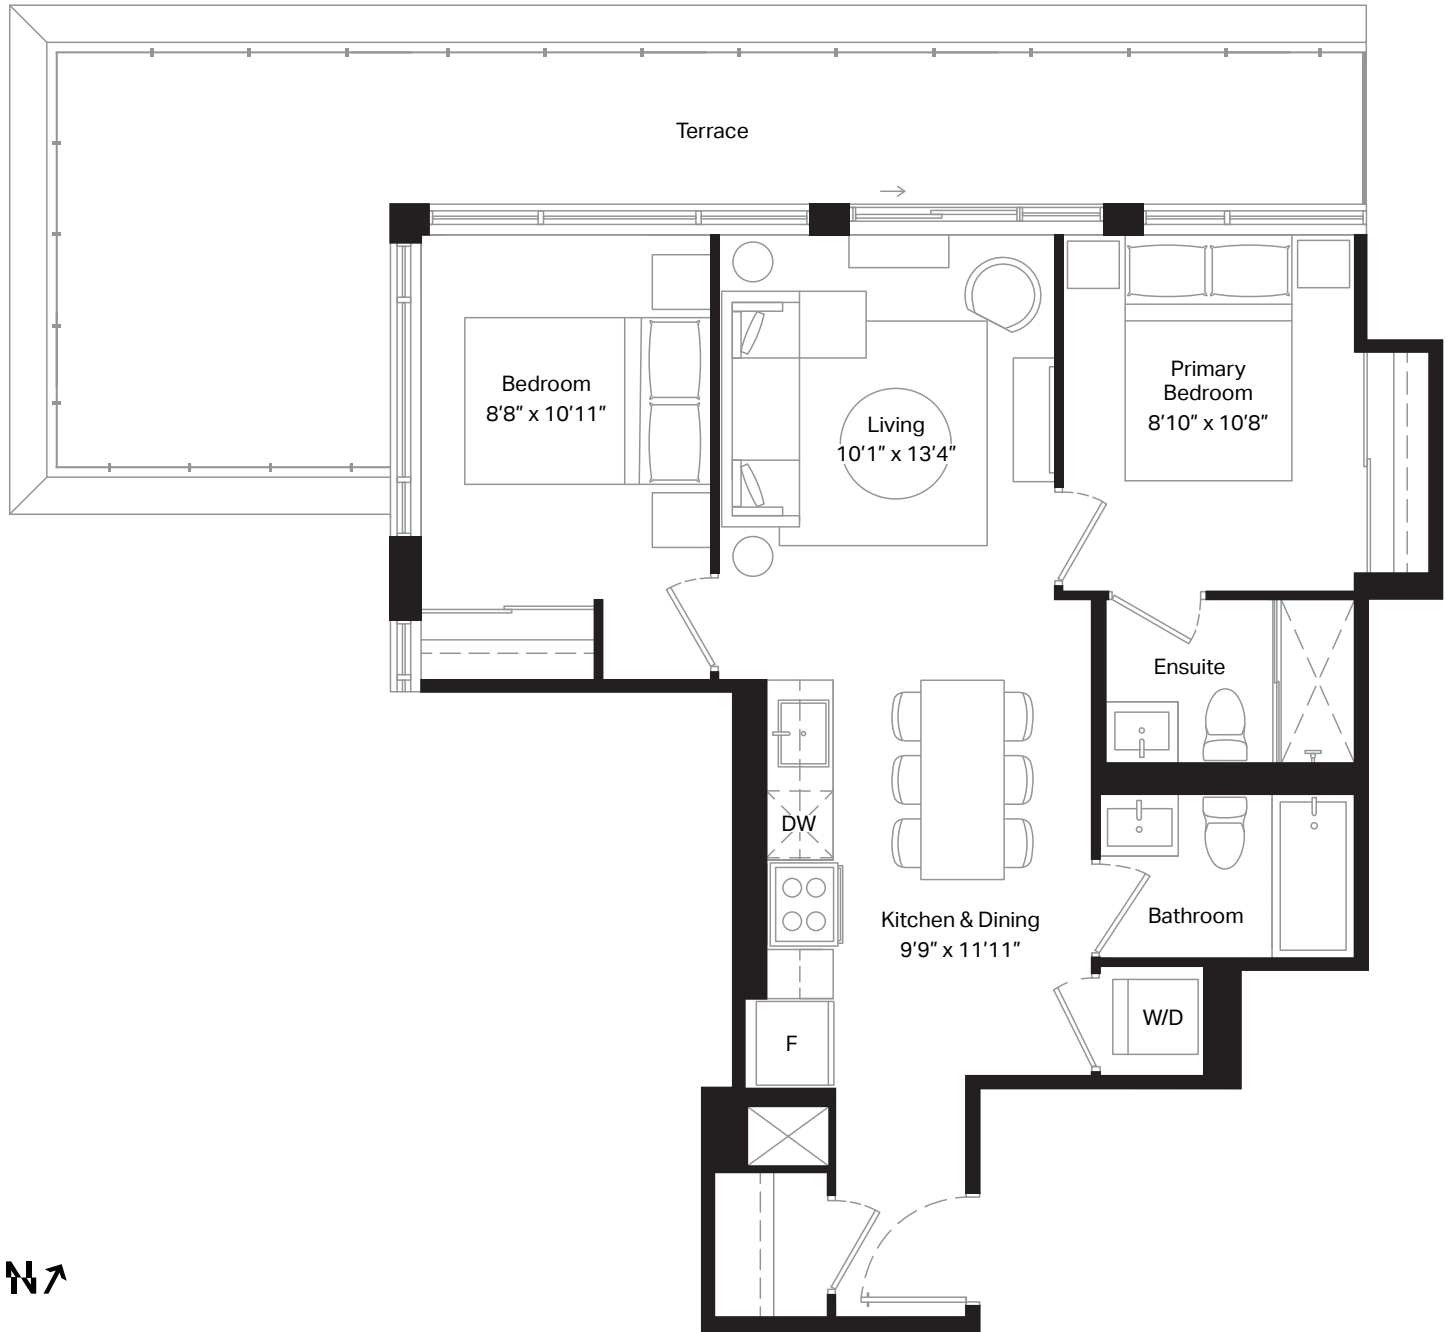 Terrace
Bedroom
8'8" x 10'11"
Living
10'1" x 13'4"
Primary
Bedroom
8'10" x 10'8"
Ensuite
DW
Kitchen & Dining
9'9" x 11'11"
Bathroom
W/D
F
N